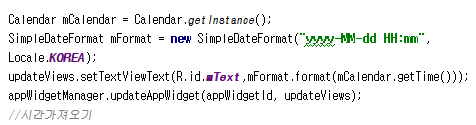 Calendar mCalendar = Calendar.getInstance();
SimpleDateFormat mFormat = new SimpleDateFormat("yyyy-MM-dd HH:mm",
Locale.KOREA);
updateViews.setTextViewText(R.id.mText,mFormat.format(mCalendar.getTime()));
appWidgetManager.updateAppWidget(appWidgetId, updateViews);
//시간가져오기